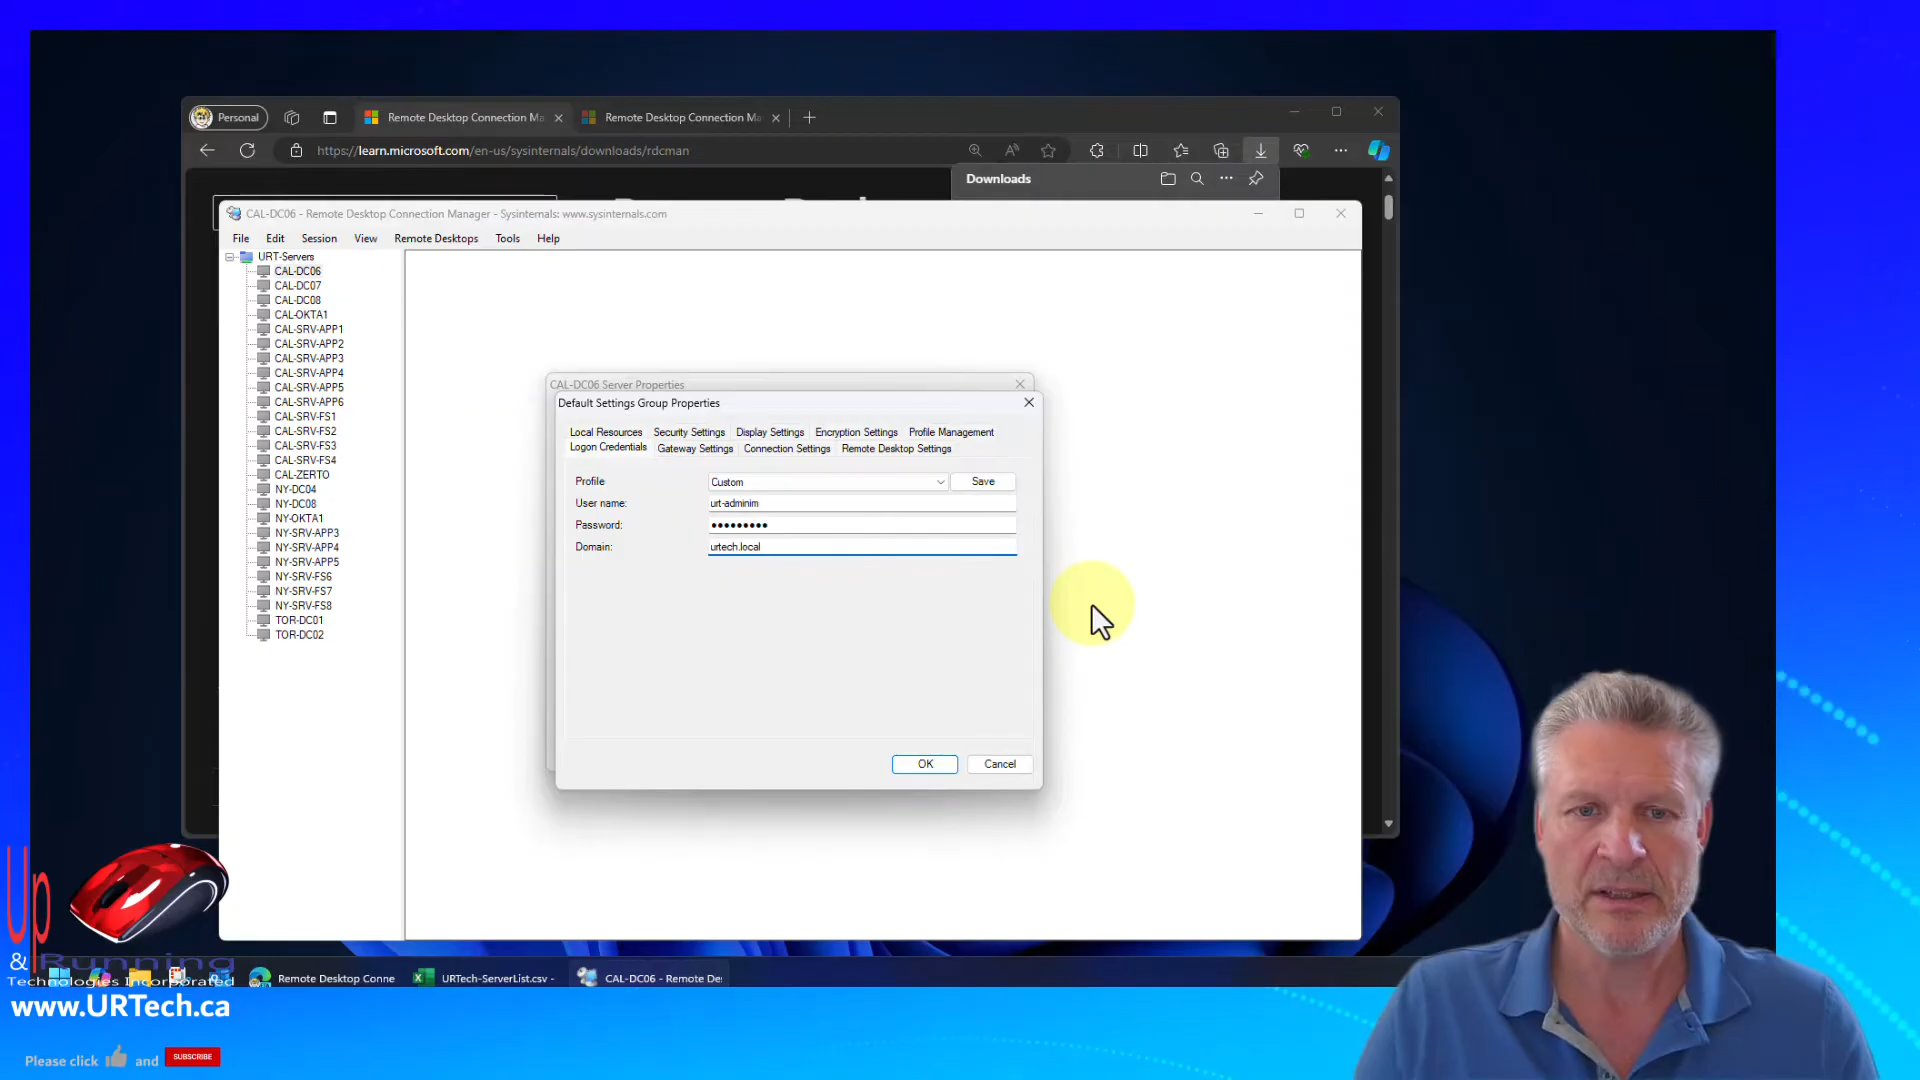 Personal
Remote Desktop Connection Ma
Remote Desktop Connection Ma
https://learn.microsoft.com/en-us/sysinternals/downloads/rdcman
Downloads
CAL-DC06 - Remote Desktop Connection Manager - Sysinternals: www.sysinternals.com
File Edit Session View Remote Desktops Tools Help
URT-Servers
CAL-DC06
CAL-DC07
CAL-DC08
CAL-OKTA1
CAL-SRV-APP1
CAL-SRV-APP2
CAL-SRV-APP3
CAL-SRV-APP4
CAL-SRV-APP5
CAL-SRV-APP6
CAL-SRV-FS1
CAL-SRV-FS2
CAL-SRV-FS3
CAL-SRV-FS4
CAL-ZERTO
NY-DC04
NY-DC08
NY-OKTA1
NY-SRV-APP3
NY-SRV-APP4
NY-SRV-APP5
NY-SRV-FS6
NY-SRV-FS7
NY-SRV-FS8
TOR-DC01
TOR-DC02
CAL-DC06 Server Properties
Default Settings Group Properties
Local Resources Security Settings Display Settings Encryption Settings Profile Management
Logon Credentials Gateway Settings Connection Settings Remote Desktop Settings
Profile Custom Save
User name: urt-adminim
Password: •••••••••
Domain: urtech.local
OK Cancel
Up
& Running
Technologies Incorporated
www.URTech.ca
Please click and SUBSCRIBE
Remote Desktop Conne
URTech-ServerList.csv -
CAL-DC06 - Remote De